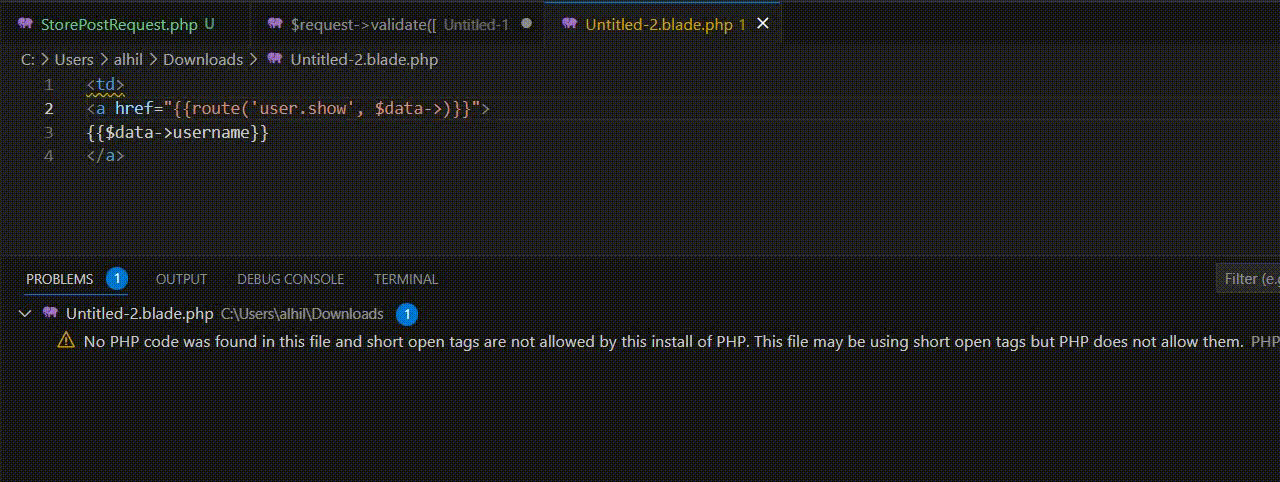 StorePostRequest.php U $request->validate([ Untitled-1 Untitled-2.blade.php 1
C: > Users > alhil > Downloads > Untitled-2.blade.php
1 <td>
2 <a href="{{route('user.show', $data->)}}">
3 {{$data->username}}
4 </a>
PROBLEMS 1 OUTPUT DEBUG CONSOLE TERMINAL Filter (e.g
Untitled-2.blade.php C:\Users\alhil\Downloads 1
No PHP code was found in this file and short open tags are not allowed by this install of PHP. This file may be using short open tags but PHP does not allow them. PHP